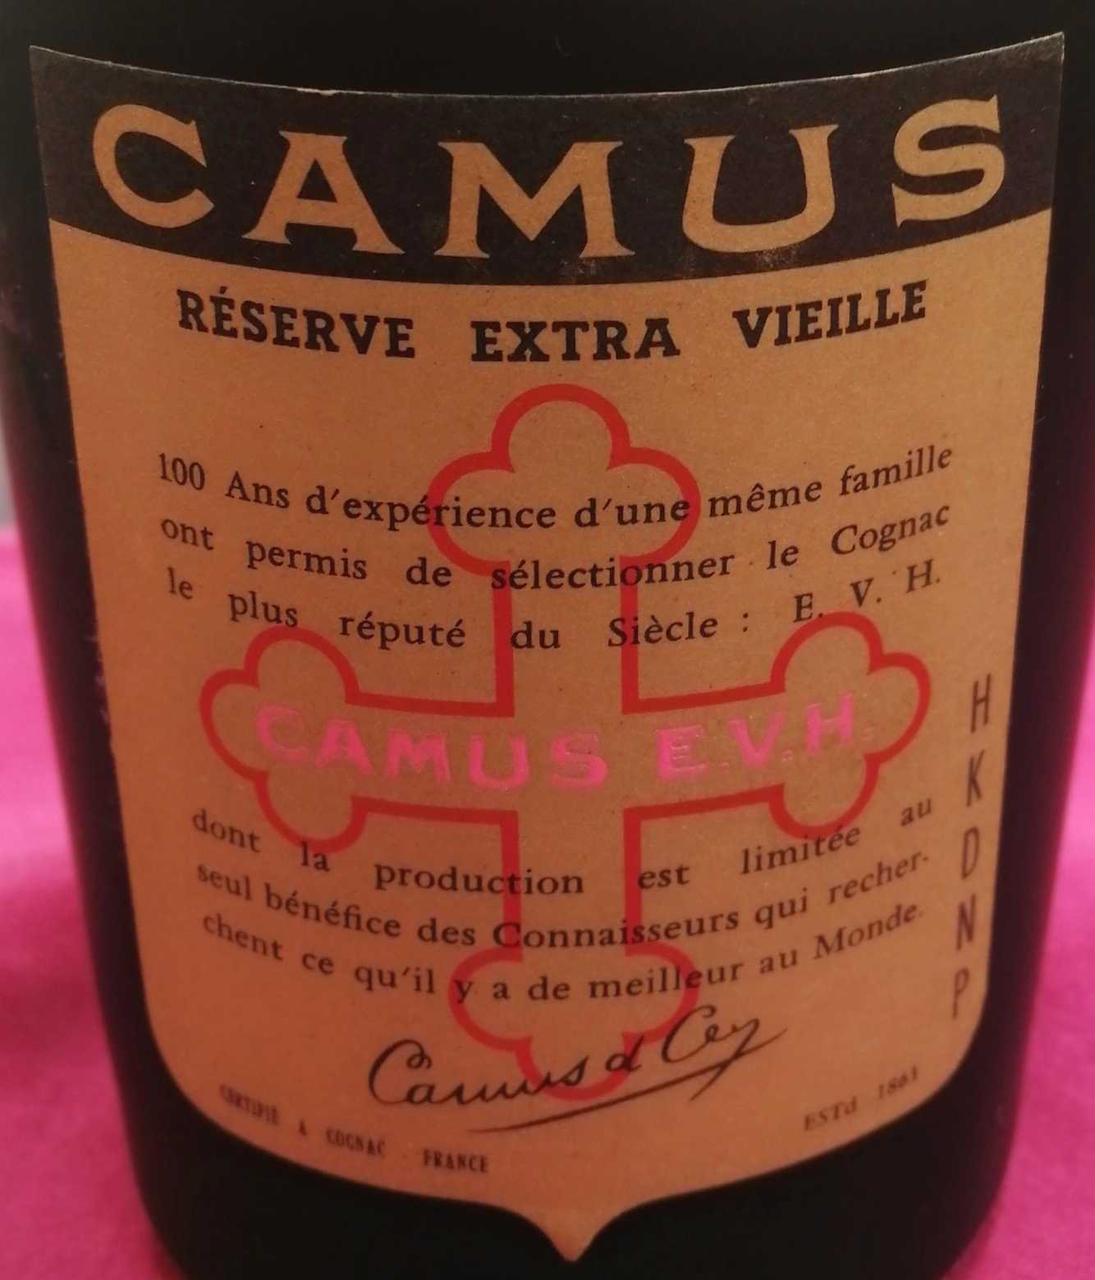 CAMUS
RÉSERVE EXTRA VIEILLE
100 Ans d'expérience d'une même famille
ont permis de sélectionner le Cognac
le plus réputé du Siècle : E. V. H.
CAMUS E.V.H.
dont la production est limitée au
seul bénéfice des Connaisseurs qui recher-
chent ce qu'il y a de meilleur au Monde.
Camus & Cey
CERTIFIÉ A COGNAC - FRANCE
ESTd 1863
H
K
D
N
P